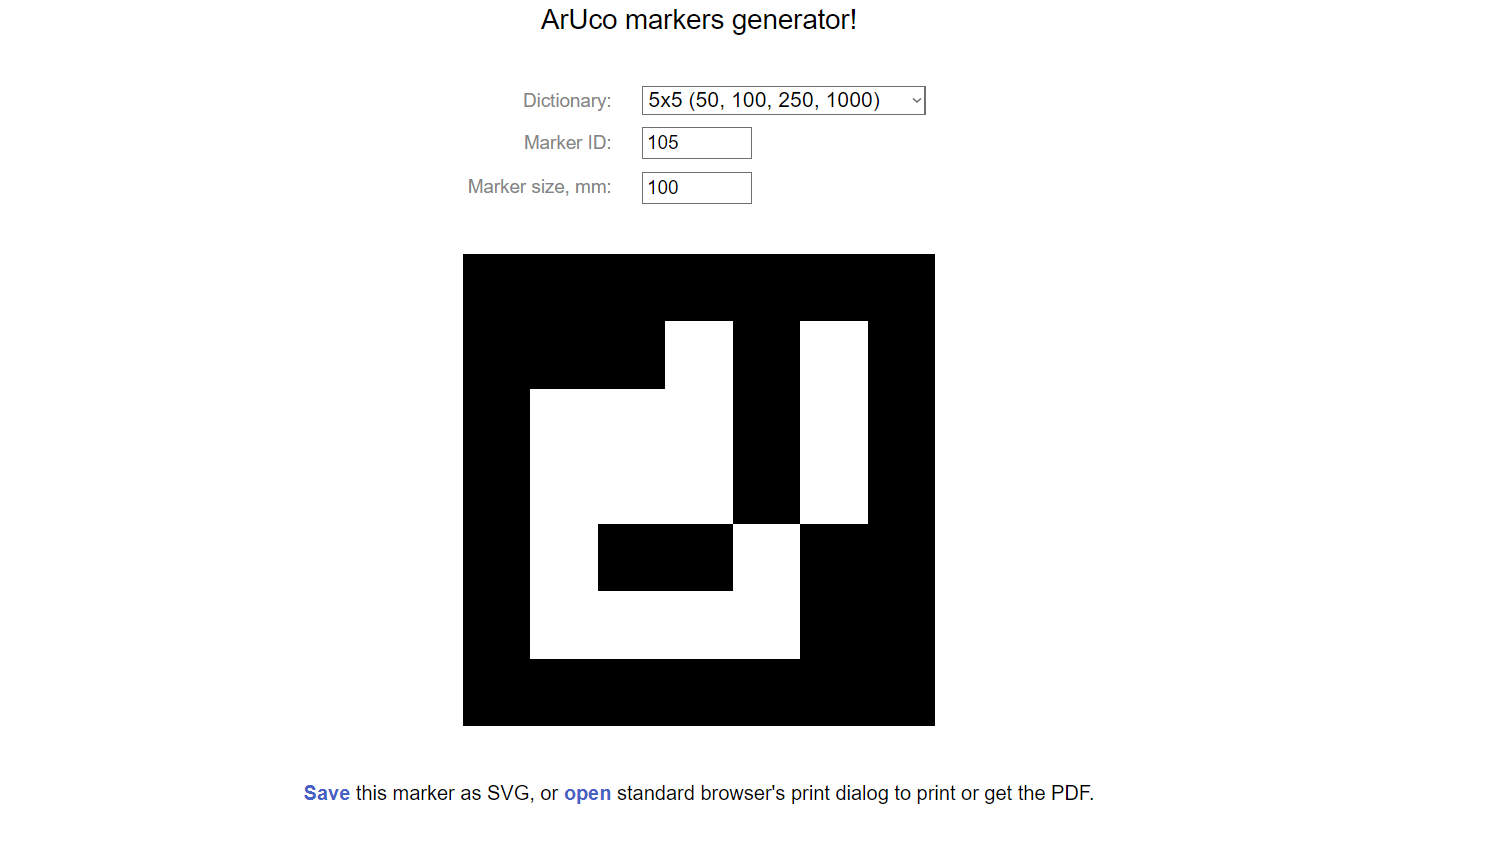 ArUco markers generator!
Dictionary: 5x5 (50, 100, 250, 1000)
Marker ID: 105
Marker size, mm: 100
Save this marker as SVG, or open standard browser's print dialog to print or get the PDF.